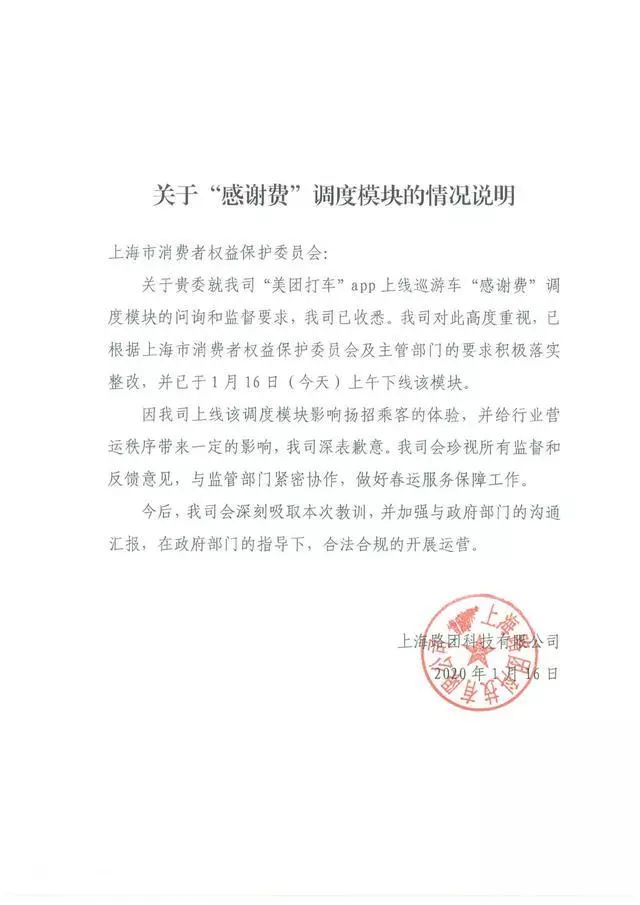 关于“感谢费”调度模块的情况说明
上海市消费者权益保护委员会：
关于贵委就我司“美团打车”app上线巡游车“感谢费”调
度模块的问询和监督要求，我司已收悉。我司对此高度重视，已
根据上海市消费者权益保护委员会及主管部门的要求积极落实
整改，并已于1月16日（今天）上午下线该模块。
因我司上线该调度模块影响扬招乘客的体验，并给行业营
运秩序带来一定的影响，我司深表歉意。我司会珍视所有监督和
反馈意见，与监管部门紧密协作，做好春运服务保障工作。
今后，我司会深刻吸取本次教训，并加强与政府部门的沟通
汇报，在政府部门的指导下，合法合规的开展运营。
上海路团科技有限公司
2020年1月16日
上海路团科技有限公司